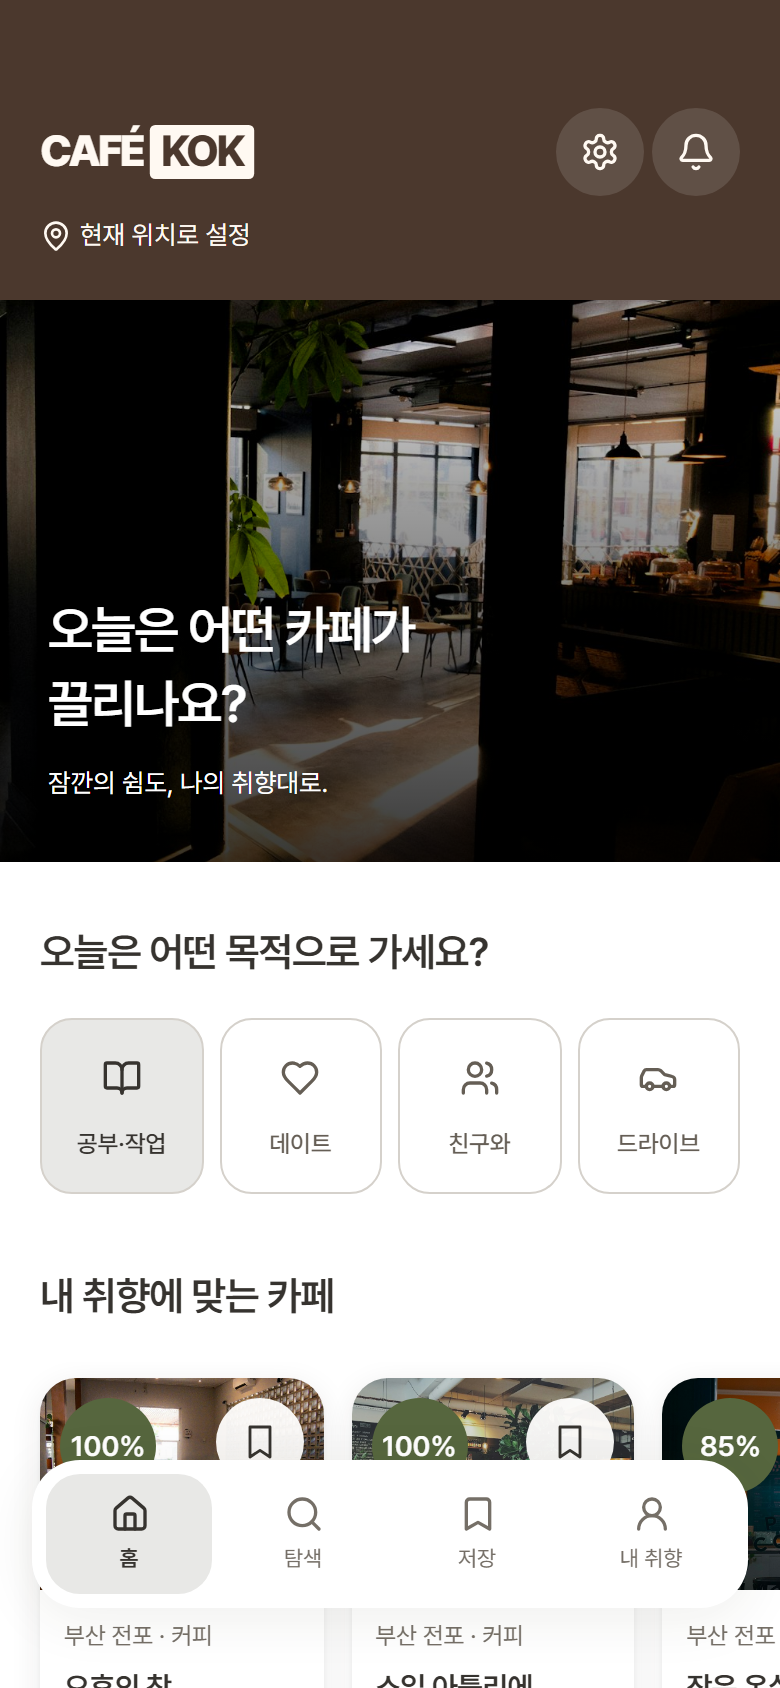 CAFÉ KOK
현재 위치로 설정
오늘은 어떤 카페가
끌리나요?
잠깐의 쉼도, 나의 취향대로.
오늘은 어떤 목적으로 가세요?
공부·작업 데이트 친구와 드라이브
내 취향에 맞는 카페
100% 100% 85%
홈 탐색 저장 내 취향
부산 전포 · 커피 부산 전포 · 커피 부산 전포
오후의 창